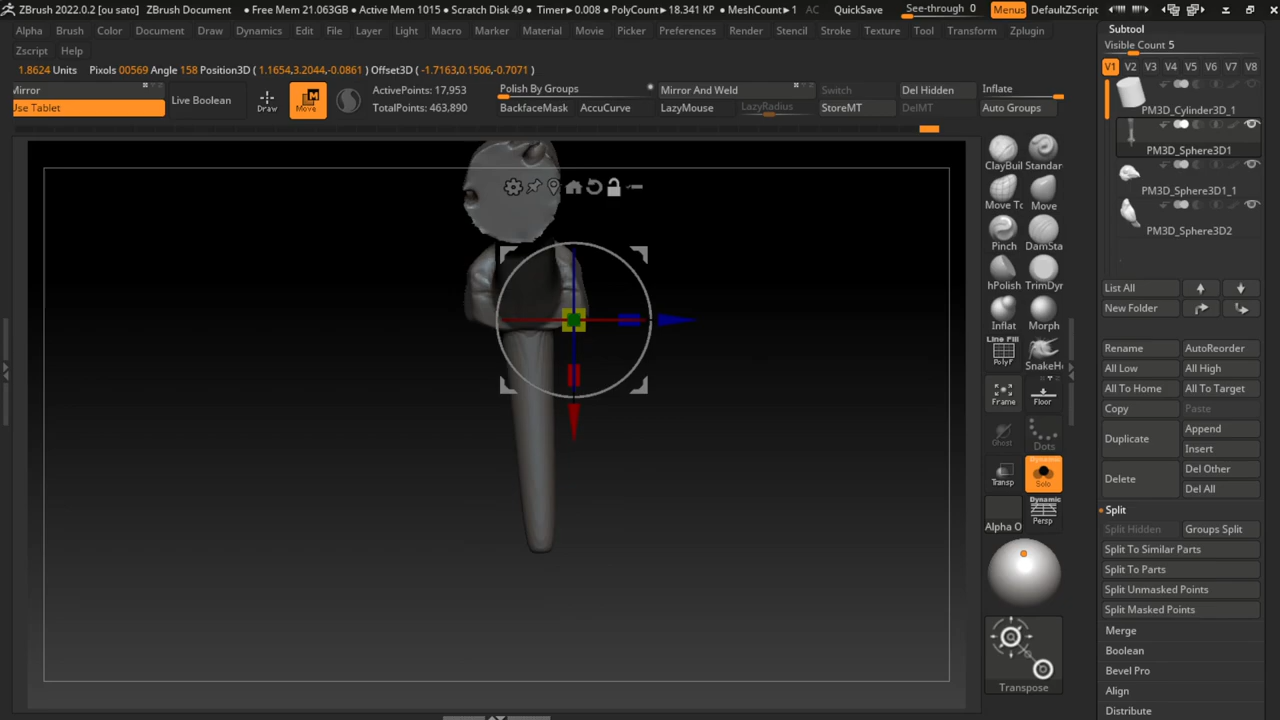 ZBrush 2022.0.2 [ou sato] ZBrush Document • Free Mem 21.063GB • Active Mem 1015 • Scratch Disk 49 • Timer▶0.008 • PolyCount▶ 18.341 KP • MeshCount▶1 AC QuickSave See-through 0 Menus DefaultZScript
Alpha Brush Color Document Draw Dynamics Edit File Layer Light Macro Marker Material Movie Picker Preferences Render Stencil Stroke Texture Tool Transform Zplugin
Zscript Help
1.8624 Units Pixols 00569 Angle 158 Position3D ( 1.1654,3.2044,-0.0861 ) Offset3D ( -1.7163,0.1506,-0.7071 )
Mirror
Use Tablet
Live Boolean
Draw
Move
ActivePoints: 17,953
TotalPoints: 463,890
Polish By Groups
BackfaceMask AccuCurve
Mirror And Weld
LazyMouse LazyRadius
Switch
StoreMT DelMT
Del Hidden
Auto Groups
Inflate
ClayBuil Standar
Move To Move
Pinch DamSta
hPolish TrimDyr
Inflat Morph
Line Fill
PolyF SnakeHo
Frame Floor
Ghost Dots
Transp
Dynamic
Solo
Alpha O
Dynamic
Persp
Transpose
Subtool
Visible Count 5
V1 V2 V3 V4 V5 V6 V7 V8
PM3D_Cylinder3D_1
PM3D_Sphere3D1
PM3D_Sphere3D1_1
PM3D_Sphere3D2
List All
New Folder
Rename AutoReorder
All Low All High
All To Home All To Target
Copy Paste
Duplicate Append
Insert
Delete Del Other
Del All
Split
Split Hidden Groups Split
Split To Similar Parts
Split To Parts
Split Unmasked Points
Split Masked Points
Merge
Boolean
Bevel Pro
Align
Distribute